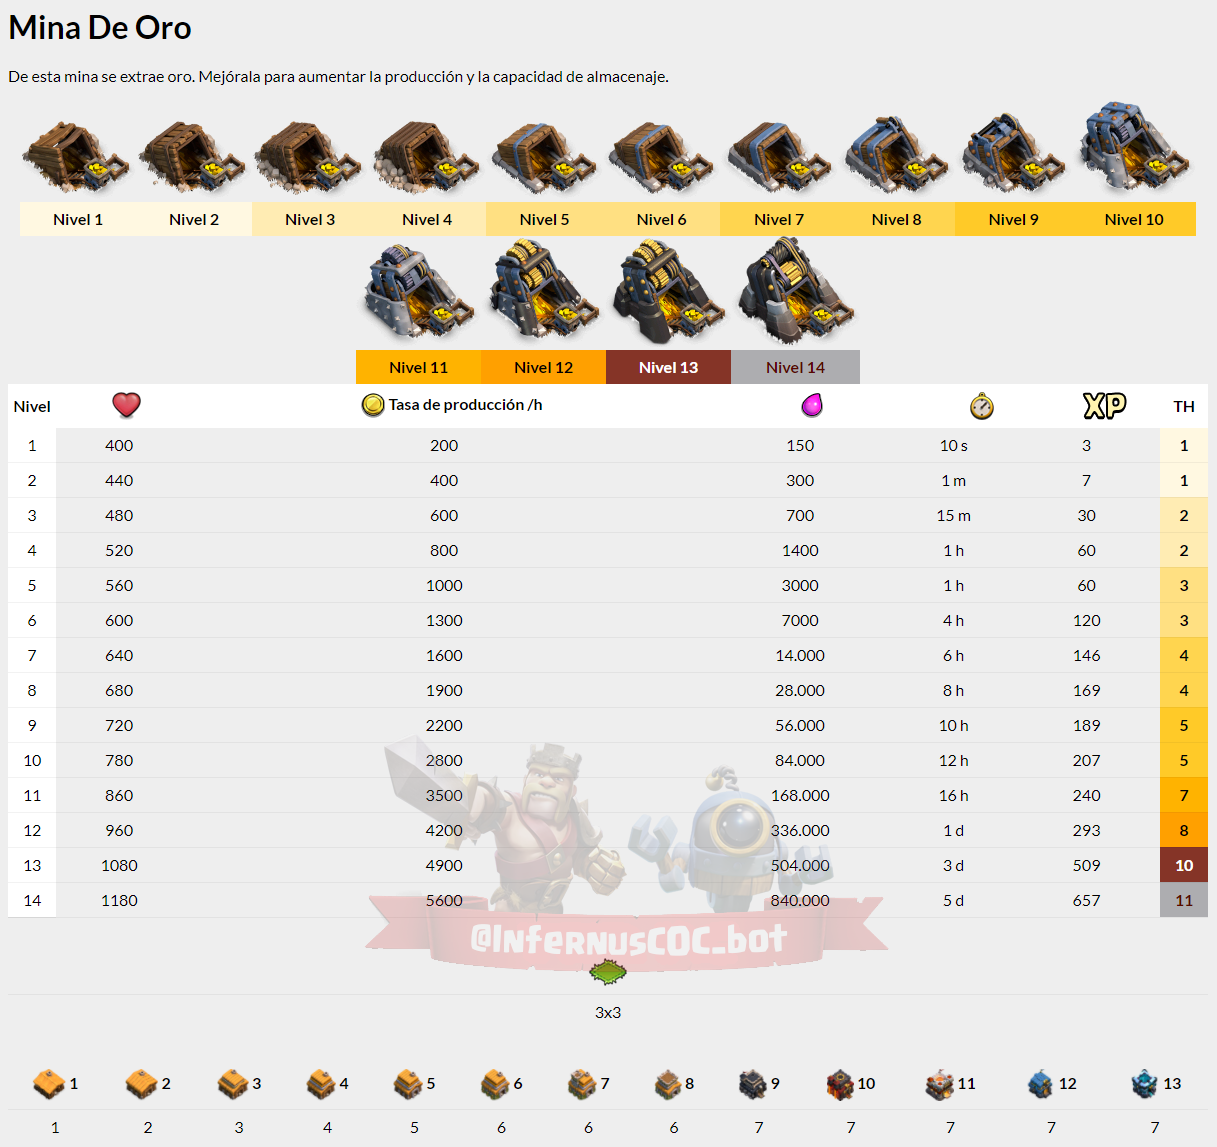 Mina De Oro
De esta mina se extrae oro. Mejórala para aumentar la producción y la capacidad de almacenaje.
Nivel 1 Nivel 2 Nivel 3 Nivel 4 Nivel 5 Nivel 6 Nivel 7 Nivel 8 Nivel 9 Nivel 10
Nivel 11 Nivel 12 Nivel 13 Nivel 14
Nivel Tasa de producción /h XP TH
1 400 200 150 10 s 3 1
2 440 400 300 1 m 7 1
3 480 600 700 15 m 30 2
4 520 800 1400 1 h 60 2
5 560 1000 3000 1 h 60 3
6 600 1300 7000 4 h 120 3
7 640 1600 14.000 6 h 146 4
8 680 1900 28.000 8 h 169 4
9 720 2200 56.000 10 h 189 5
10 780 2800 84.000 12 h 207 5
11 860 3500 168.000 16 h 240 7
12 960 4200 336.000 1 d 293 8
13 1080 4900 504.000 3 d 509 10
14 1180 5600 840.000 5 d 657 11
@InfernusCOC_bot
3x3
1 2 3 4 5 6 7 8 9 10 11 12 13
1 2 3 4 5 6 6 6 7 7 7 7 7